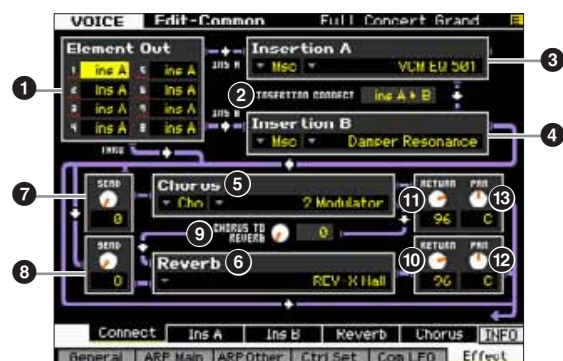 VOICE Edit-Common Full Concert Grand
Element Out
1 ins A 5 ins A
2 ins A 6 ins A
3 ins A 7 ins A
4 ins A 8 ins A
THRU
INS A
INS B
Insertion A
Msc VCM EQ 501
INSERTION CONNECT ins A▸B
Insertion B
Msc Damper Resonance
SEND
0
Chorus
Cho 2 Modulator
RETURN PAN
96 C
CHORUS TO REVERB 0
SEND
0
Reverb
REV-X Hall
RETURN PAN
96 C
Connect Ins A Ins B Reverb Chorus INFO
General ARP Main ARP Other Ctrl Set Com LFO Effect
1
2
3
4
5
6
7
8
9
10
11
12
13